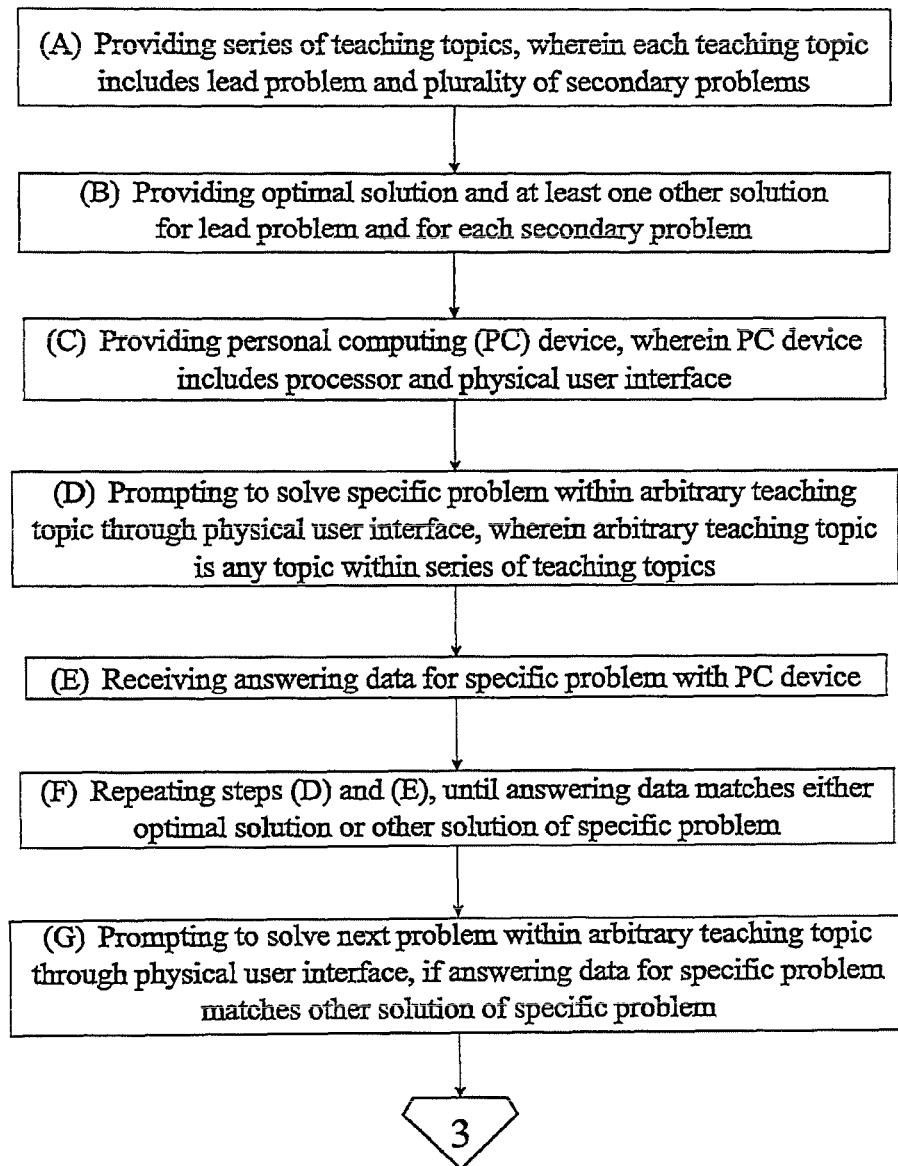 (A) Providing series of teaching topics, wherein each teaching topic
includes lead problem and plurality of secondary problems
(B) Providing optimal solution and at least one other solution
for lead problem and for each secondary problem
(C) Providing personal computing (PC) device, wherein PC device
includes processor and physical user interface
(D) Prompting to solve specific problem within arbitrary teaching
topic through physical user interface, wherein arbitrary teaching topic
is any topic within series of teaching topics
(E) Receiving answering data for specific problem with PC device
(F) Repeating steps (D) and (E), until answering data matches either
optimal solution or other solution of specific problem
(G) Prompting to solve next problem within arbitrary teaching topic
through physical user interface, if answering data for specific problem
matches other solution of specific problem
3